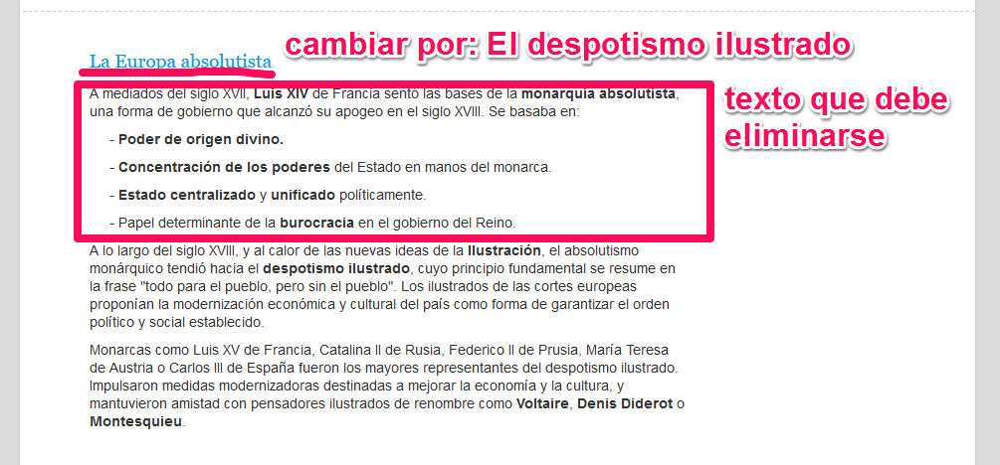 La Europa absolutista
cambiar por: El despotismo ilustrado
A mediados del siglo XVII, Luis XIV de Francia sentó las bases de la monarquía absolutista,
una forma de gobierno que alcanzó su apogeo en el siglo XVIII. Se basaba en:
- Poder de origen divino.
- Concentración de los poderes del Estado en manos del monarca.
- Estado centralizado y unificado políticamente.
- Papel determinante de la burocracia en el gobierno del Reino.
texto que debe
eliminarse
A lo largo del siglo XVIII, y al calor de las nuevas ideas de la Ilustración, el absolutismo
monárquico tendió hacia el despotismo ilustrado, cuyo principio fundamental se resume en
la frase "todo para el pueblo, pero sin el pueblo". Los ilustrados de las cortes europeas
proponían la modernización económica y cultural del país como forma de garantizar el orden
político y social establecido.
Monarcas como Luis XV de Francia, Catalina II de Rusia, Federico II de Prusia, María Teresa
de Austria o Carlos III de España fueron los mayores representantes del despotismo ilustrado.
Impulsaron medidas modernizadoras destinadas a mejorar la economía y la cultura, y
mantuvieron amistad con pensadores ilustrados de renombre como Voltaire, Denis Diderot o
Montesquieu.